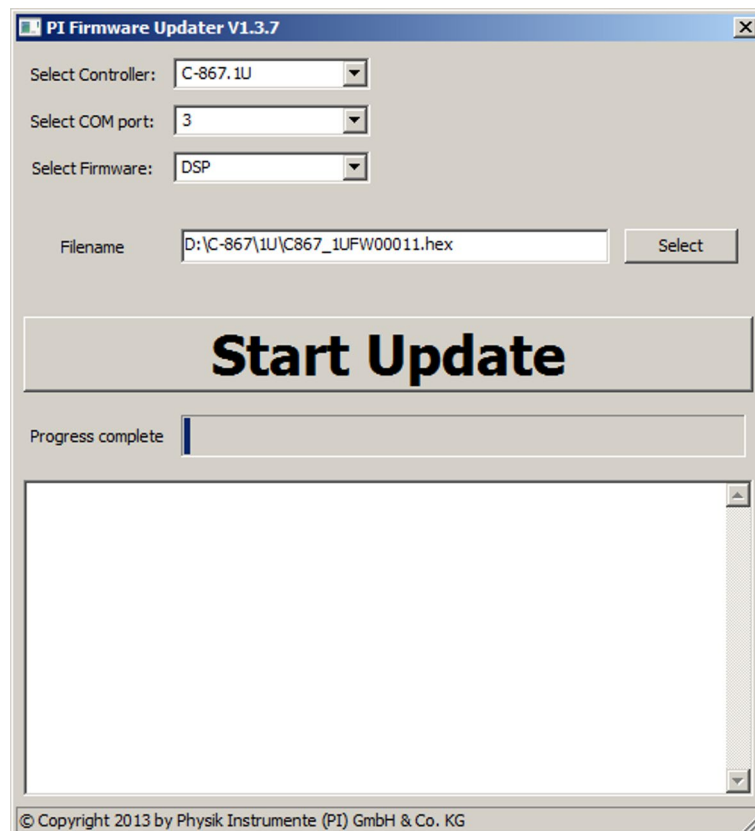 PI Firmware Updater V1.3.7
Select Controller: C-867.1U
Select COM port: 3
Select Firmware: DSP
Filename D:\C-867\1U\C867_1UFW00011.hex Select
Start Update
Progress complete
© Copyright 2013 by Physik Instrumente (PI) GmbH & Co. KG